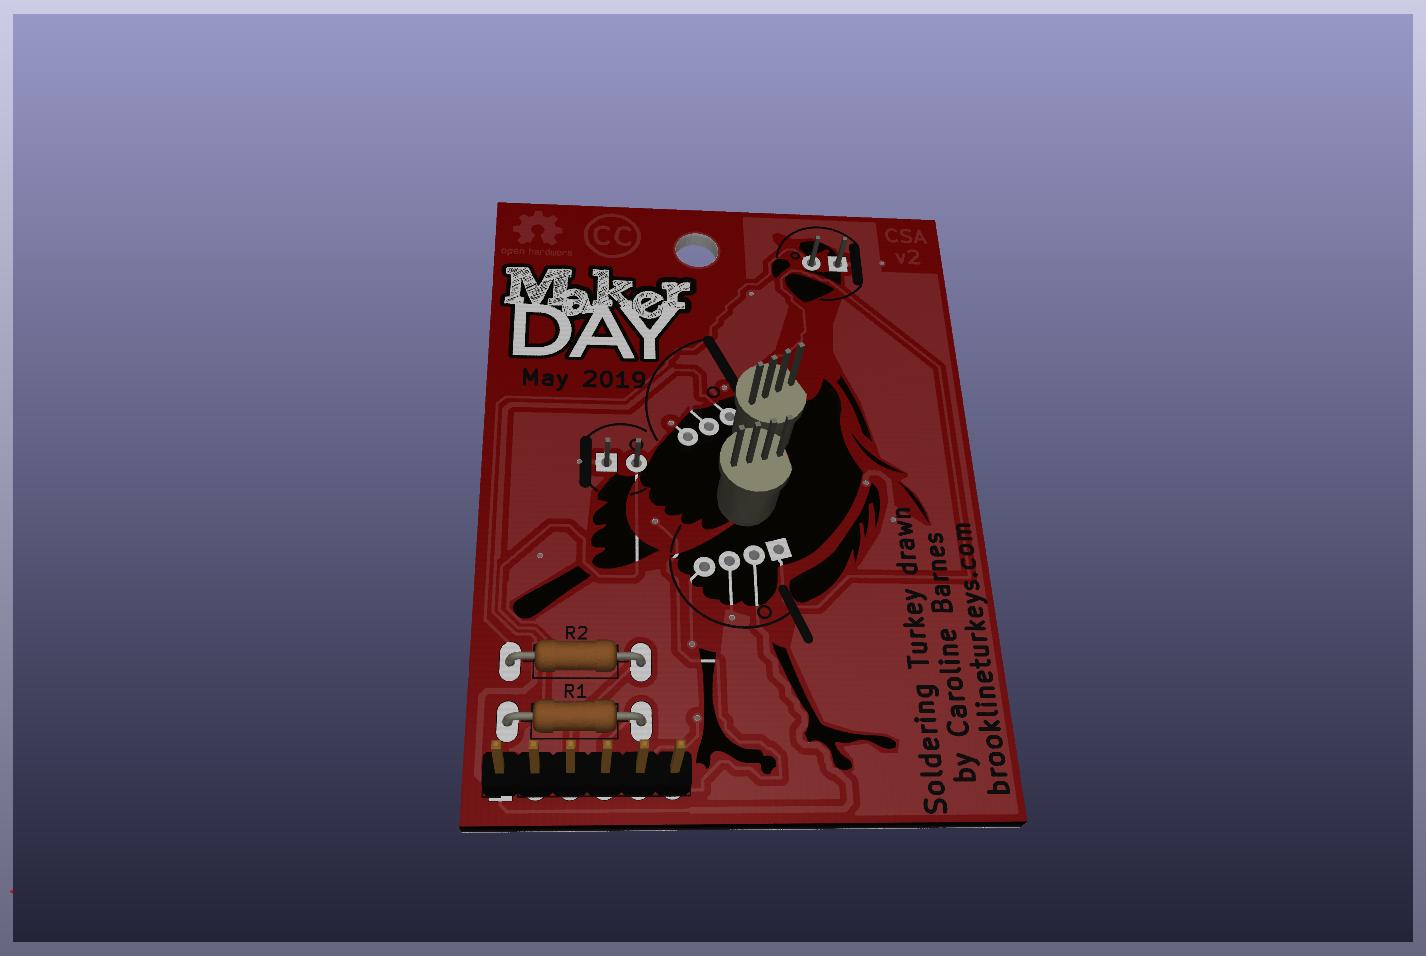 open hardware
CC
CSA
v2
Maker
DAY
May 2019
R2
R1
Soldering Turkey drawn
by Caroline Barnes
brooklineturkeys.com